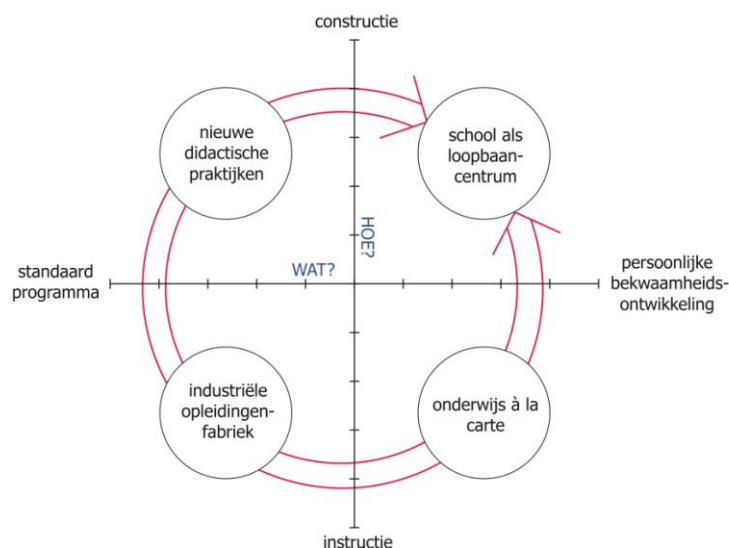 constructie
nieuwe
didactische
praktijken
school als
loopbaan-
centrum
HOE?
WAT?
standaard
programma
persoonlijke
bekwaamheids-
ontwikkeling
industriële
opleidingen-
fabriek
onderwijs à la
carte
instructie